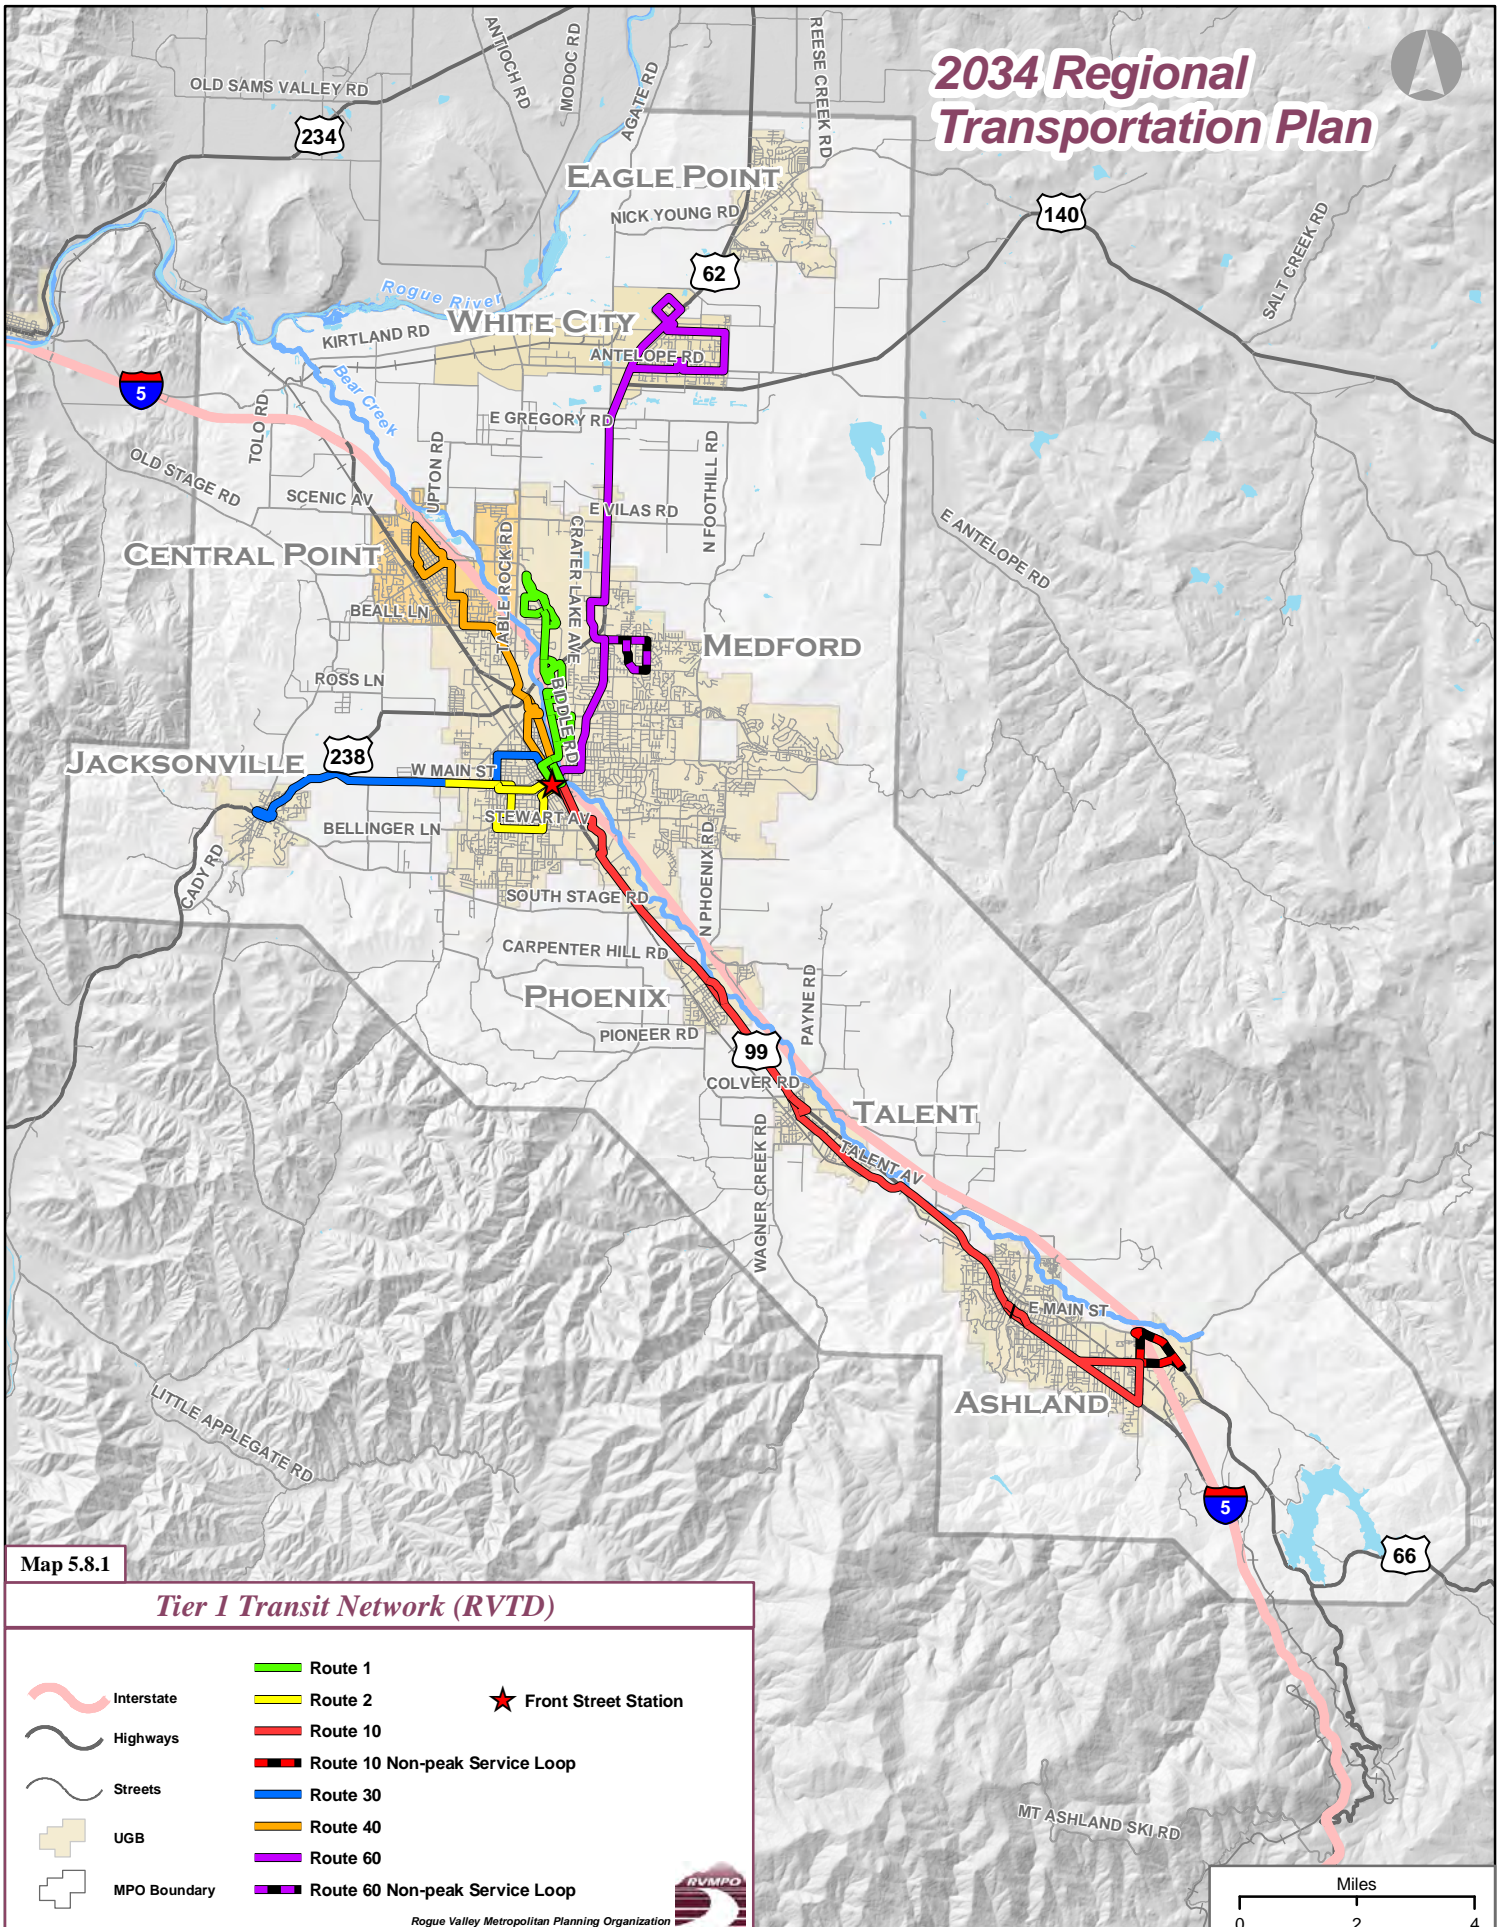 2034 Regional
Transportation Plan
OLD SAMS VALLEY RD
ANTIOCH RD
MODOC RD
AGATE RD
REESE CREEK RD
234
EAGLE POINT
NICK YOUNG RD
140
SALT CREEK RD
62
Rogue River
WHITE CITY
KIRTLAND RD
ANTELOPE RD
5
Bear Creek
TOLO RD
E GREGORY RD
UPTON RD
N FOOTHILL RD
OLD STAGE RD
SCENIC AV
E VILAS RD
TABLE ROCK RD
CRATER LAKE AVE
E ANTELOPE RD
CENTRAL POINT
BEALL LN
MEDFORD
ROSS LN
BIDDLE RD
JACKSONVILLE
238
W MAIN ST
STEWART AV
BELLINGER LN
CADY RD
N PHOENIX RD
SOUTH STAGE RD
CARPENTER HILL RD
PHOENIX
PAYNE RD
PIONEER RD
99
COLVER RD
TALENT
WAGNER CREEK RD
TALENT AV
E MAIN ST
ASHLAND
LITTLE APPLEGATE RD
5
66
MT ASHLAND SKI RD
Map 5.8.1
Tier 1 Transit Network (RVTD)
Interstate
Highways
Streets
UGB
MPO Boundary
Route 1
Route 2
Route 10
Route 10 Non-peak Service Loop
Route 30
Route 40
Route 60
Route 60 Non-peak Service Loop
Front Street Station
RVMPO
Rogue Valley Metropolitan Planning Organization
Miles
0 2 4